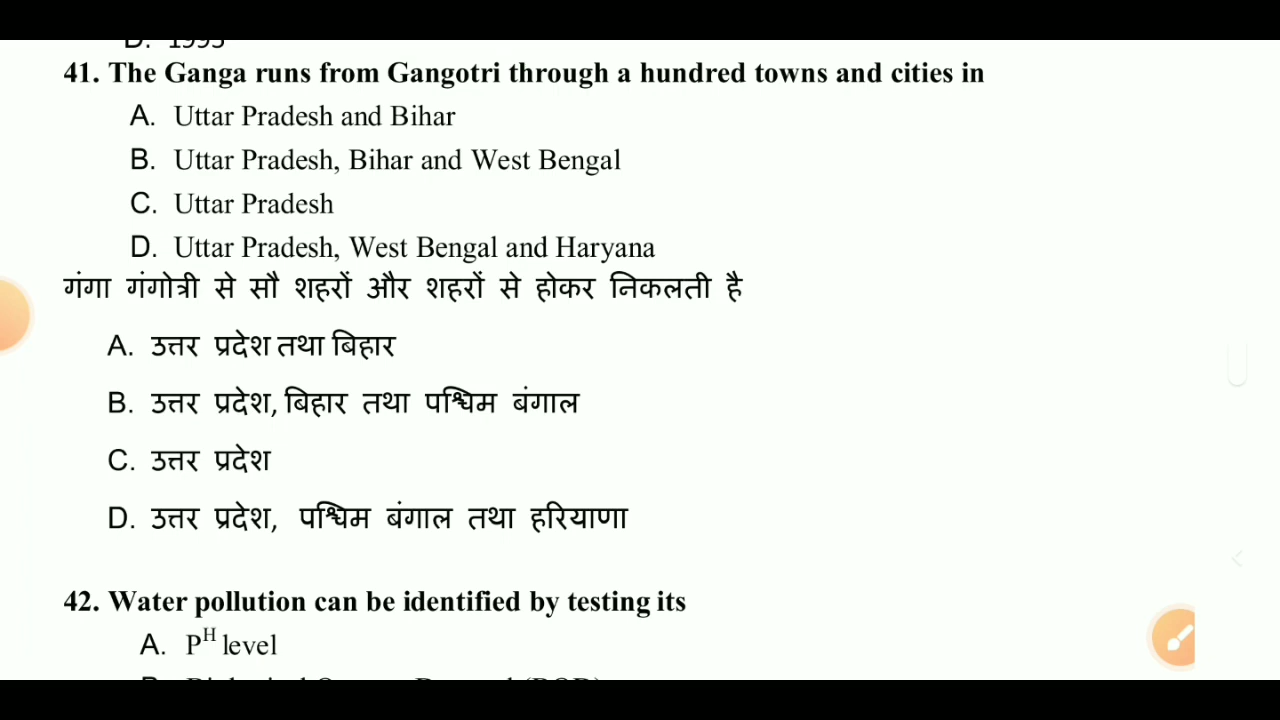 D. 1993
41. The Ganga runs from Gangotri through a hundred towns and cities in
A. Uttar Pradesh and Bihar
B. Uttar Pradesh, Bihar and West Bengal
C. Uttar Pradesh
D. Uttar Pradesh, West Bengal and Haryana
गंगा गंगोत्री से सौ शहरों और शहरों से होकर निकलती है
A. उत्तर प्रदेश तथा बिहार
B. उत्तर प्रदेश, बिहार तथा पश्चिम बंगाल
C. उत्तर प्रदेश
D. उत्तर प्रदेश, पश्चिम बंगाल तथा हरियाणा
42. Water pollution can be identified by testing its
A. P^H level